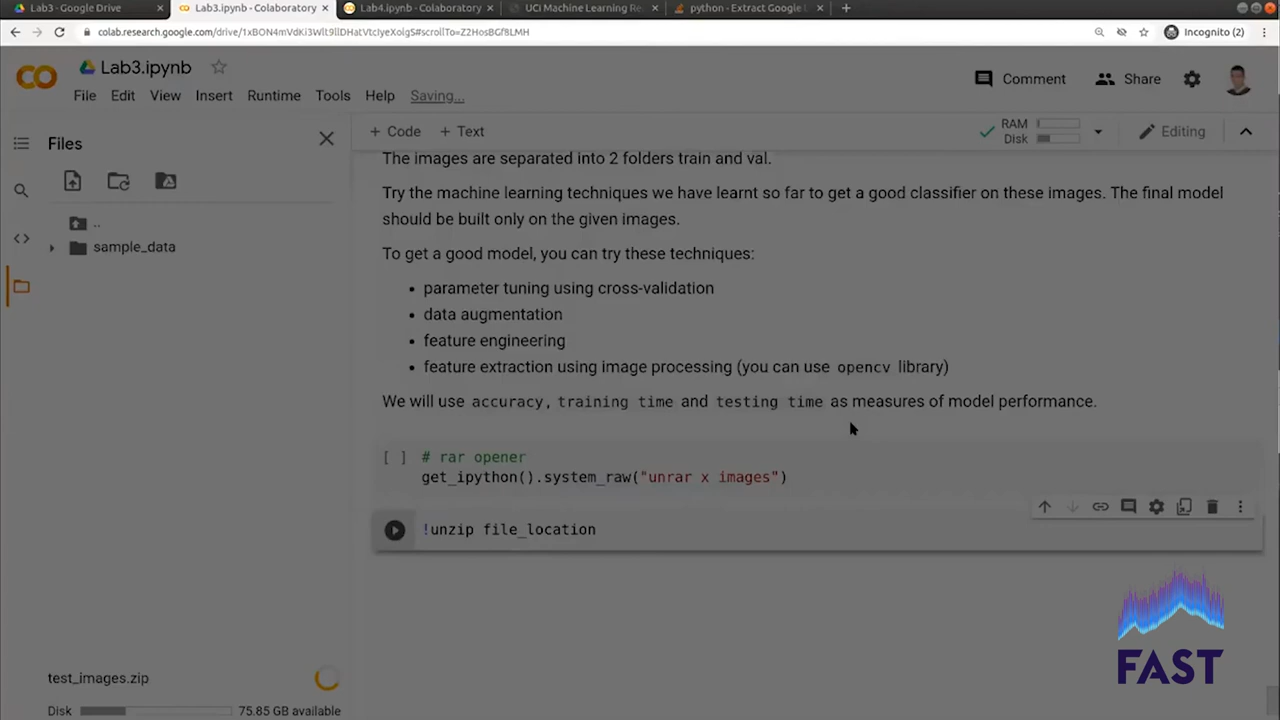 Lab3 - Google Drive
Lab3.ipynb - Colaboratory
Lab4.ipynb - Colaboratory
UCI Machine Learning Re
python - Extract Google
colab.research.google.com/drive/
Incognito (2)
Lab3.ipynb
Comment
Share
File Edit View Insert Runtime Tools Help Saving...
Files
+ Code + Text
RAM
Disk
Editing
..
sample_data
The images are separated into 2 folders train and val.
Try the machine learning techniques we have learnt so far to get a good classifier on these images. The final model
should be built only on the given images.
To get a good model, you can try these techniques:
• parameter tuning using cross-validation
• data augmentation
• feature engineering
• feature extraction using image processing (you can use opencv library)
We will use accuracy, training time and testing time as measures of model performance.
[ ] # rar opener
get_ipython().system_raw("unrar x images")
!unzip file_location
test_images.zip
Disk 75.85 GB available
FAST